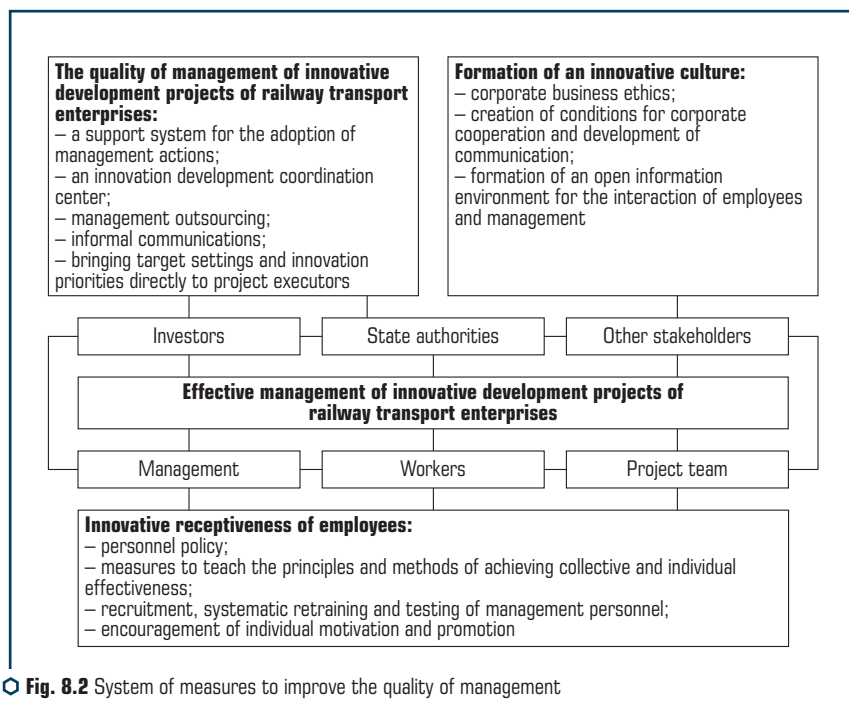 The quality of management of innovative
development projects of railway transport
enterprises:
– a support system for the adoption of
management actions;
– an innovation development coordination
center;
– management outsourcing;
– informal communications;
– bringing target settings and innovation
priorities directly to project executors
Formation of an innovative culture:
– corporate business ethics;
– creation of conditions for corporate
cooperation and development of
communication;
– formation of an open information
environment for the interaction of employees
and management
Investors
State authorities
Other stakeholders
Effective management of innovative development projects of
railway transport enterprises
Management
Workers
Project team
Innovative receptiveness of employees:
– personnel policy;
– measures to teach the principles and methods of achieving collective and individual
effectiveness;
– recruitment, systematic retraining and testing of management personnel;
– encouragement of individual motivation and promotion
Fig. 8.2 System of measures to improve the quality of management